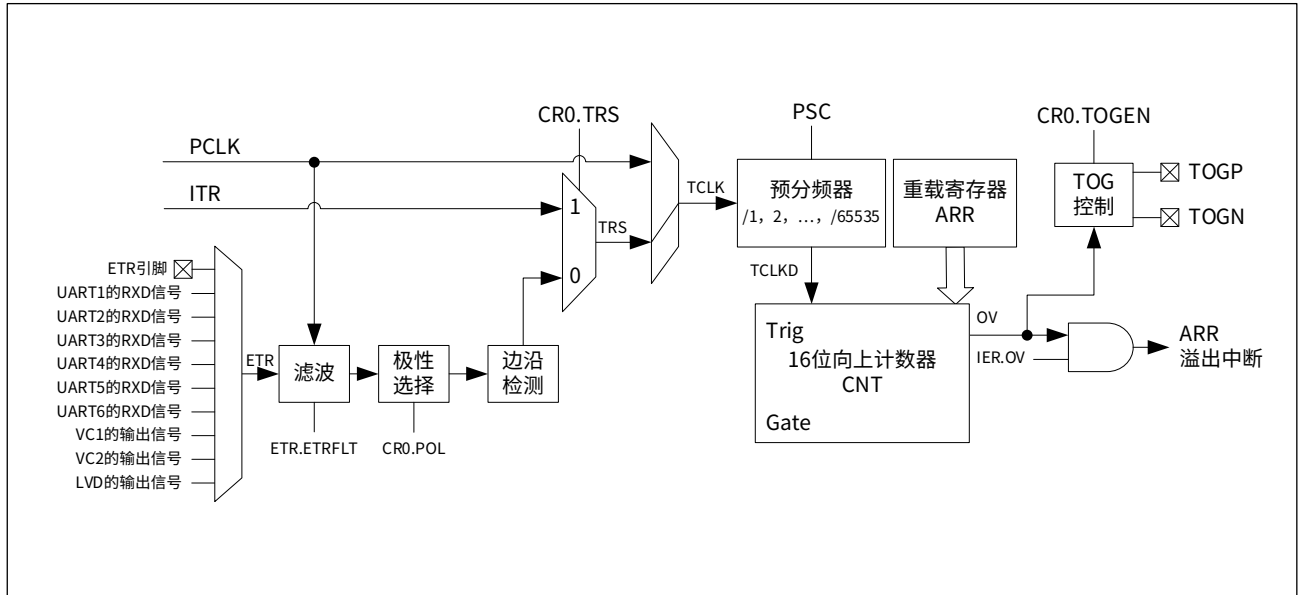 CR0.TRS
PSC
CR0.TOGEN
PCLK
ITR
1
0
TRS
TCLK
预分频器
/1，2，…，/65535
重载寄存器
ARR
TOG
控制
TOGP
TOGN
TCLKD
ETR引脚
UART1的RXD信号
UART2的RXD信号
UART3的RXD信号
UART4的RXD信号
UART5的RXD信号
UART6的RXD信号
VC1的输出信号
VC2的输出信号
LVD的输出信号
ETR
滤波
极性
选择
边沿
检测
ETR.ETRFLT
CR0.POL
Trig
16位向上计数器
CNT
Gate
OV
IER.OV
ARR
溢出中断